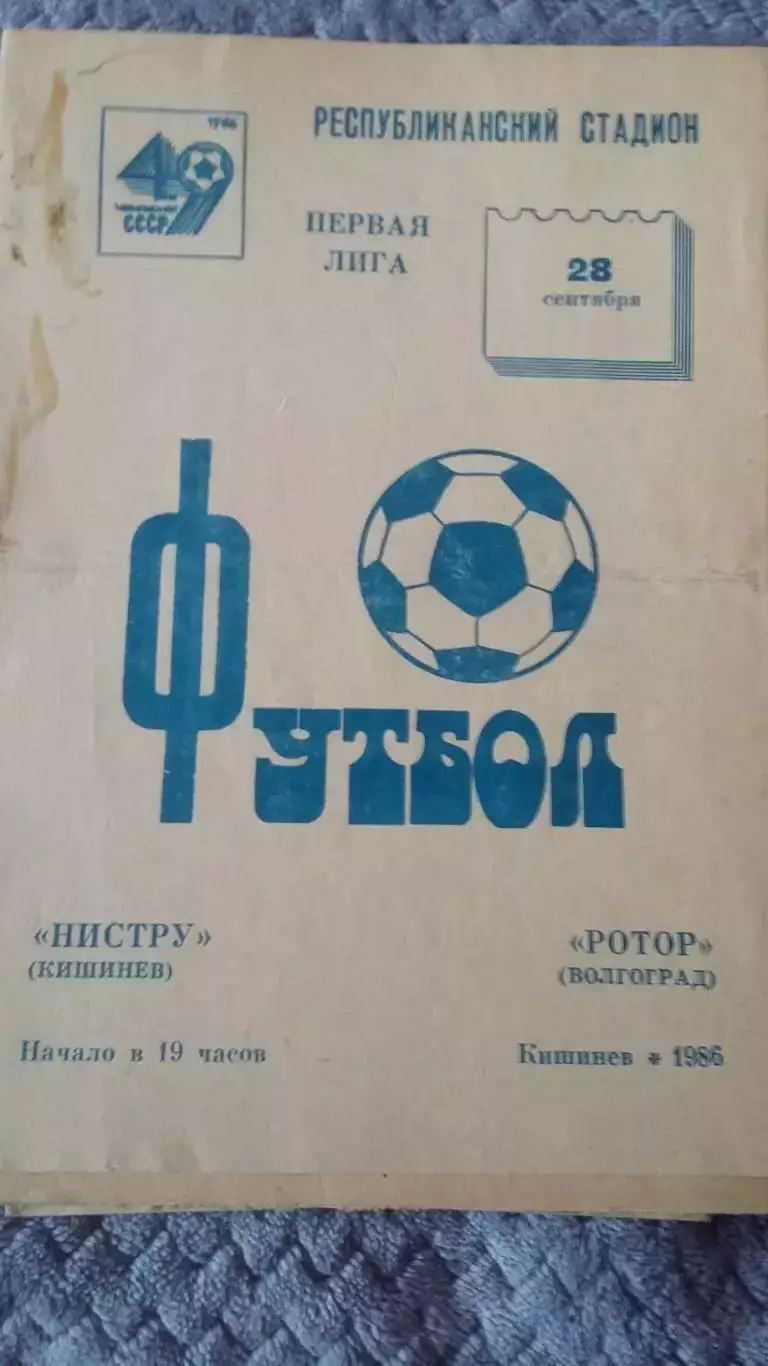 1986
49
СССР
РЕСПУБЛИКАНСКИЙ СТАДИОН
ПЕРВАЯ
ЛИГА
28
сентября
ФУТБОЛ
«НИСТРУ»
(КИШИНЕВ)
«РОТОР»
(ВОЛГОГРАД)
Начало в 19 часов
Кишинев * 1986